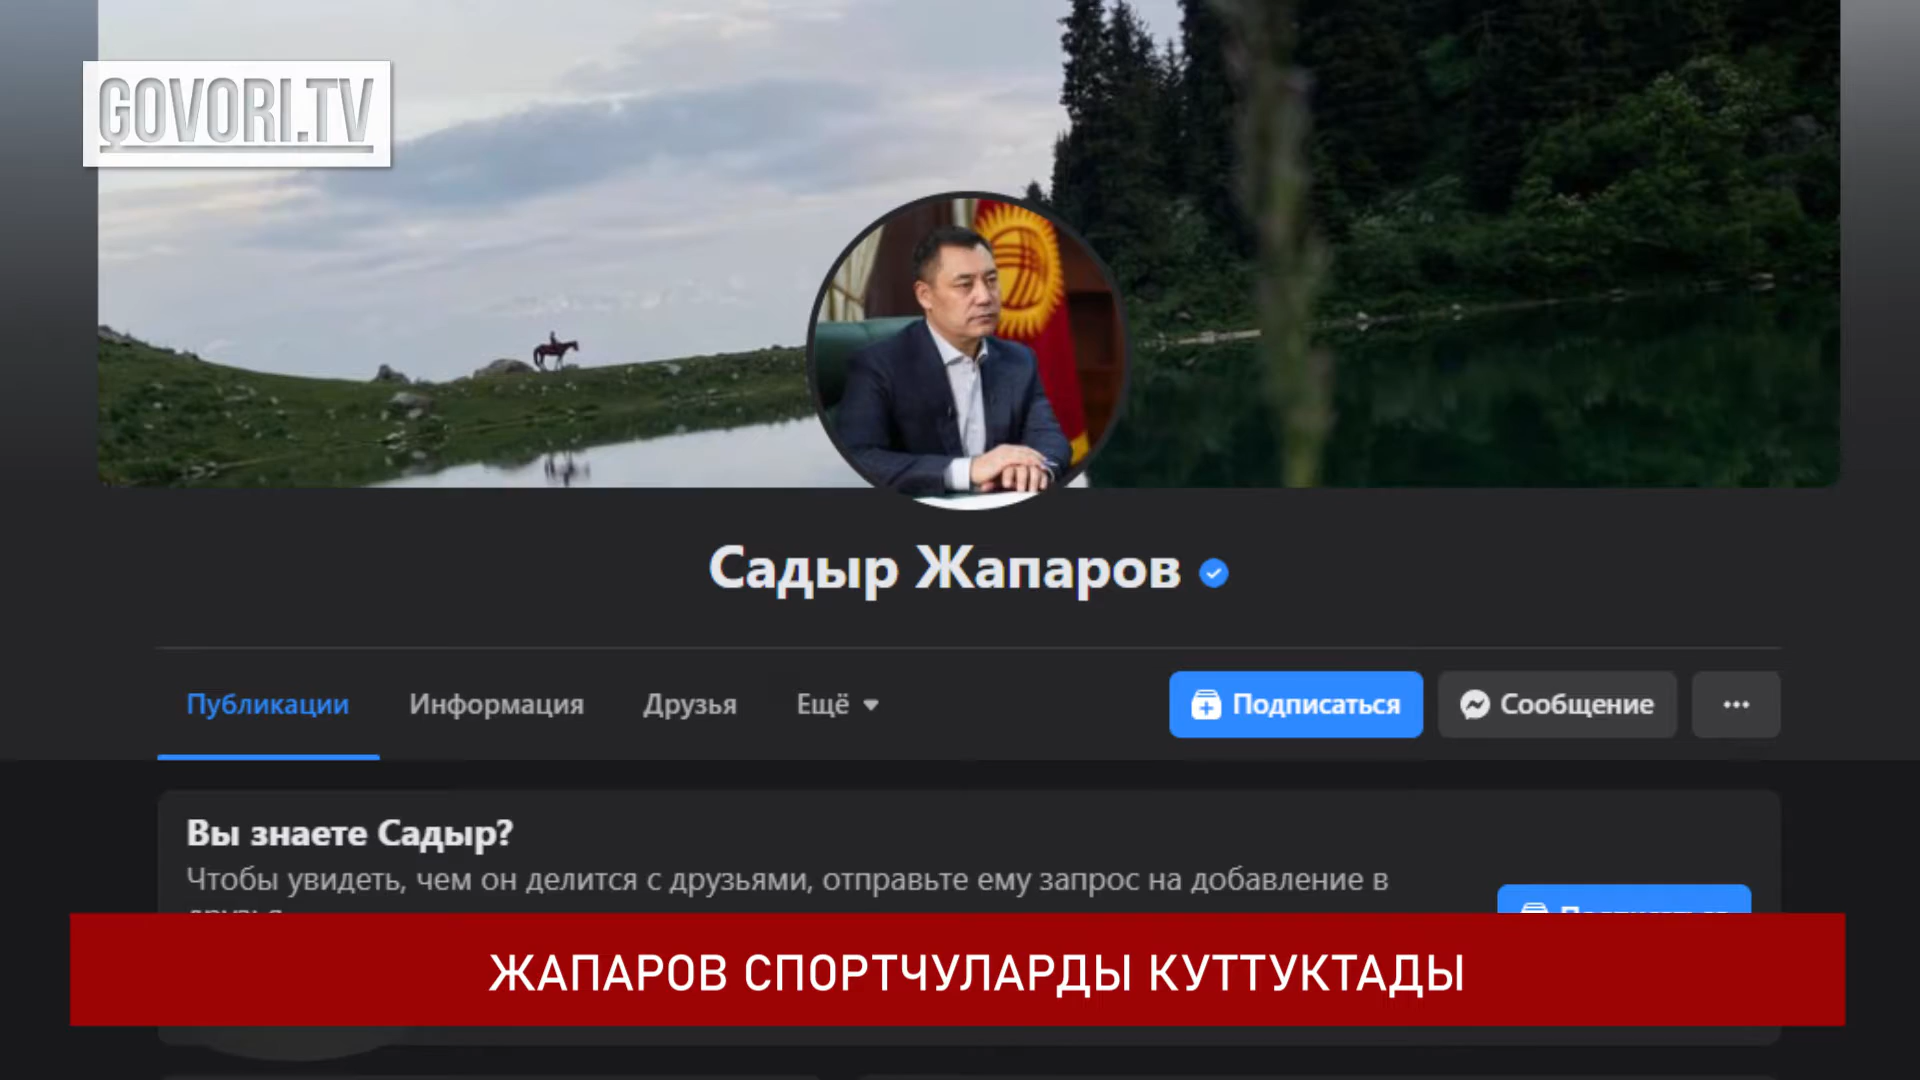 GOVORI.TV
Садыр Жапаров
Публикации Информация Друзья Ещё Подписаться Сообщение
Вы знаете Садыр?
Чтобы увидеть, чем он делится с друзьями, отправьте ему запрос на добавление в
ЖАПАРОВ СПОРТЧУЛАРДЫ КУТТУКТАДЫ